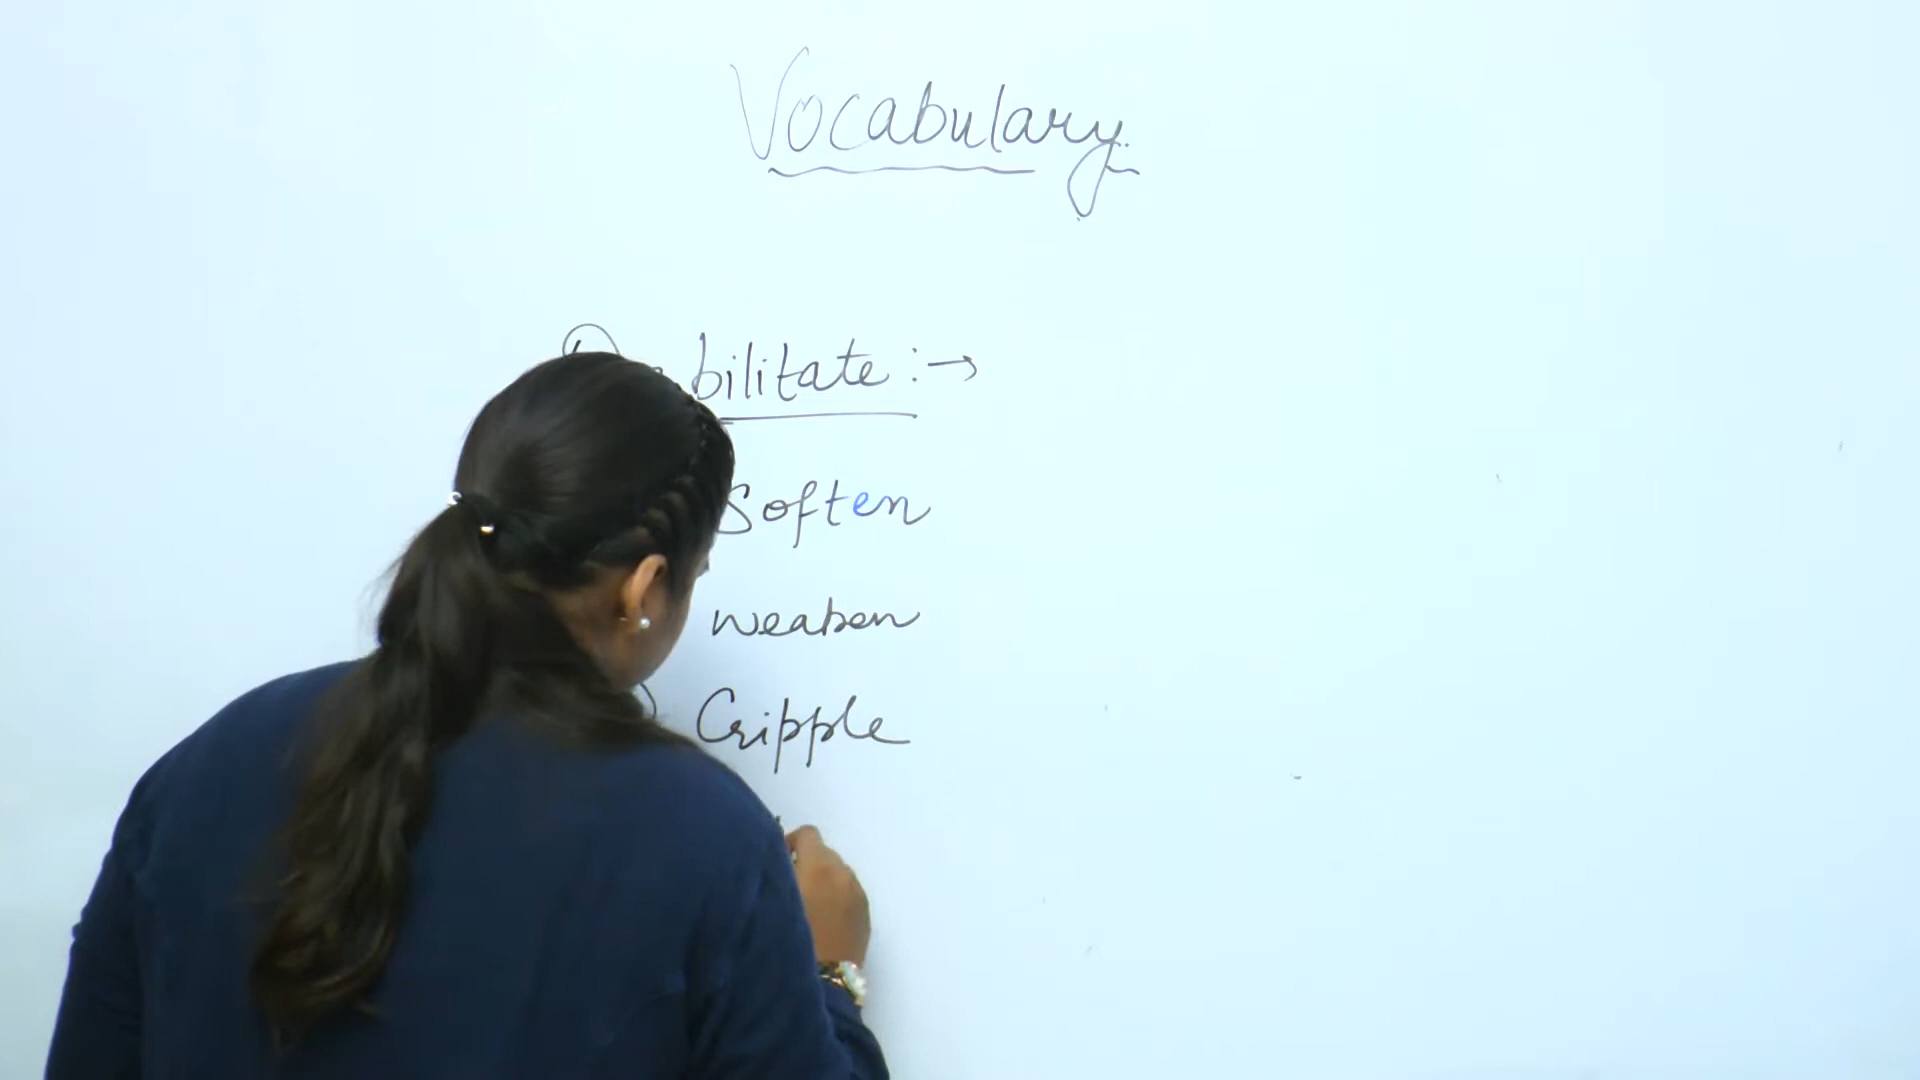 Vocabulary
bilitate :→
Soften
weaken
Cripple